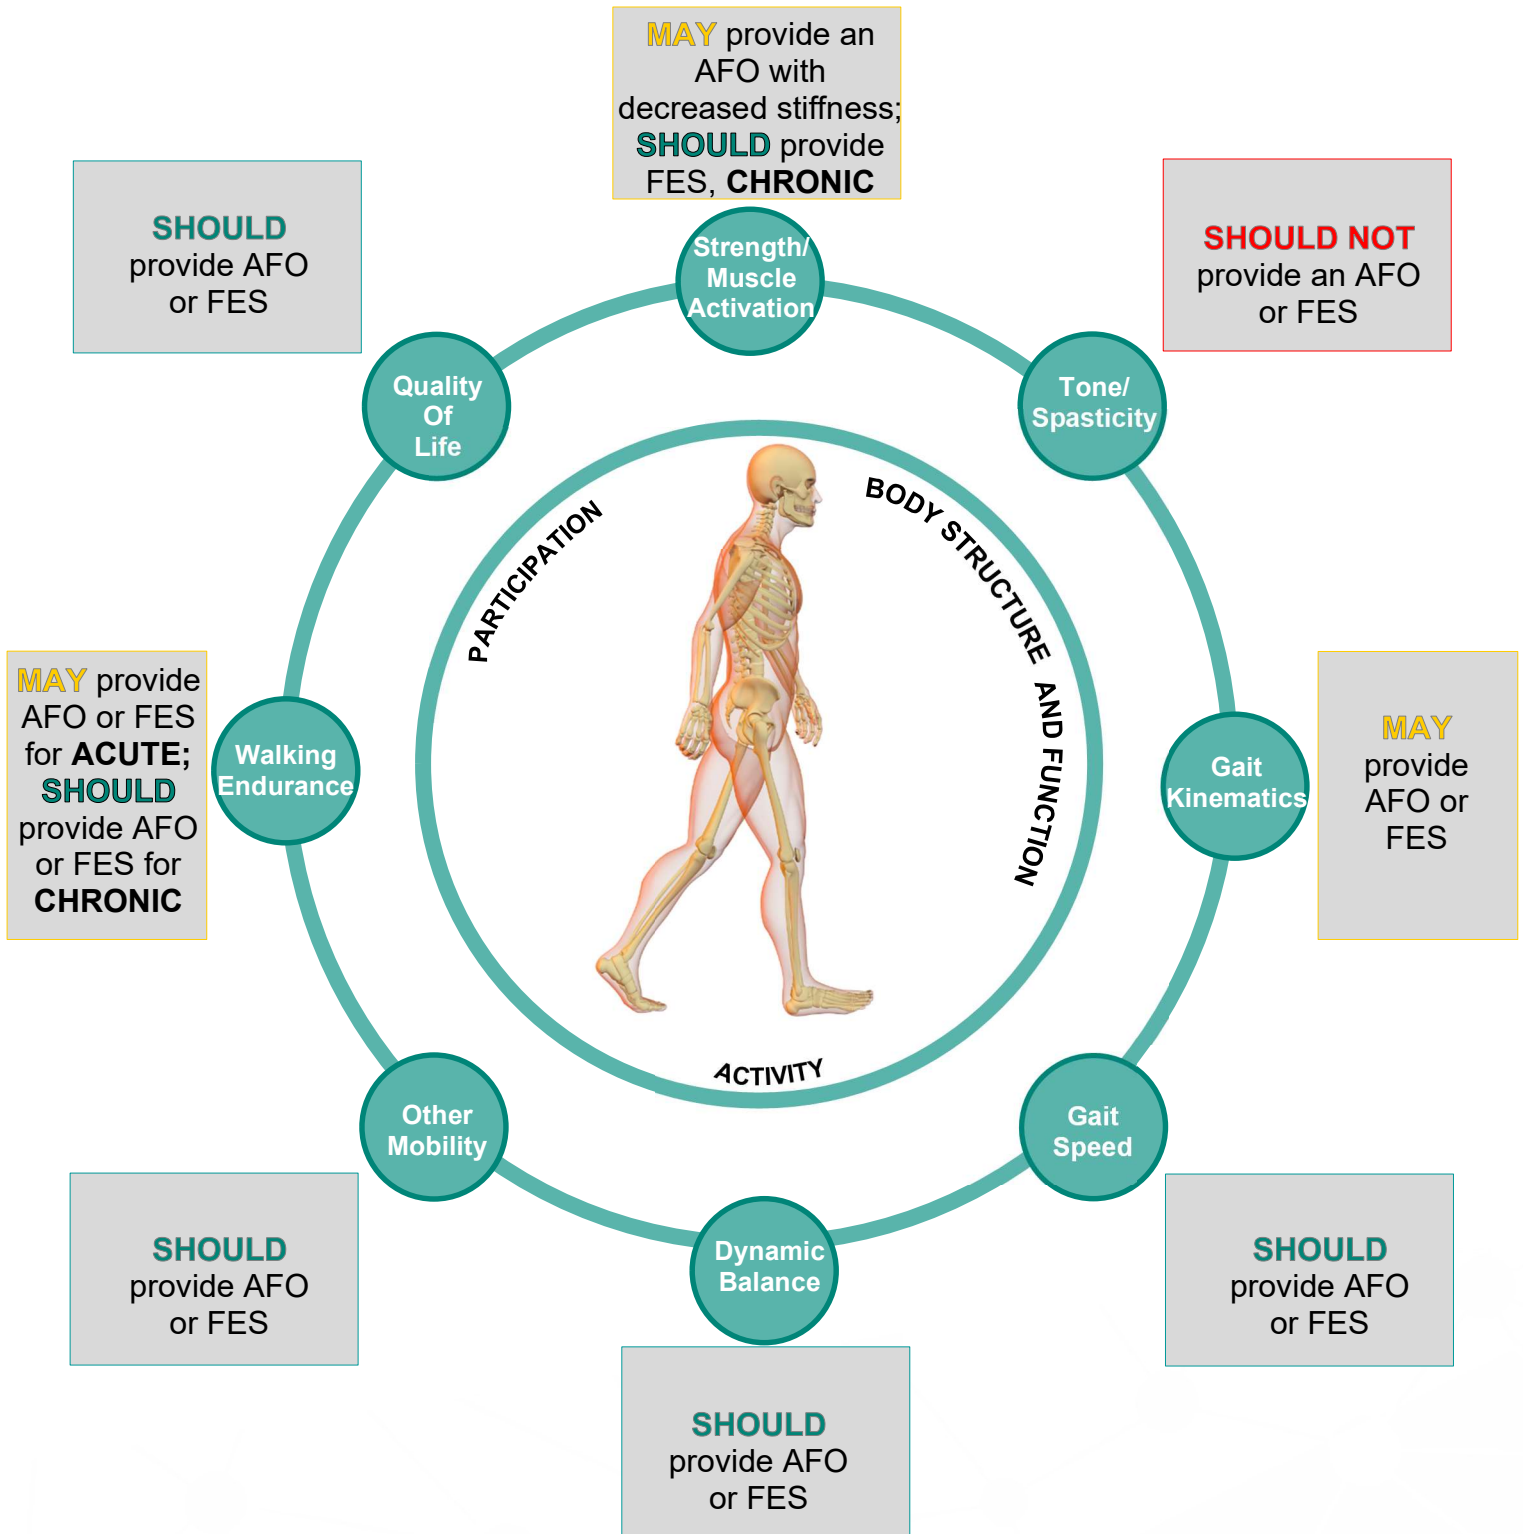 MAY provide an
AFO with
decreased stiffness;
SHOULD provide
FES, CHRONIC
Strength/
Muscle
Activation
SHOULD NOT
provide an AFO
or FES
Tone/
Spasticity
MAY
provide
AFO or
FES
Gait
Kinematics
SHOULD
provide AFO
or FES
Gait
Speed
SHOULD
provide AFO
or FES
Dynamic
Balance
SHOULD
provide AFO
or FES
Other
Mobility
MAY provide
AFO or FES
for ACUTE;
SHOULD
provide AFO
or FES for
CHRONIC
Walking
Endurance
SHOULD
provide AFO
or FES
Quality
Of
Life
PARTICIPATION
BODY STRUCTURE AND FUNCTION
ACTIVITY